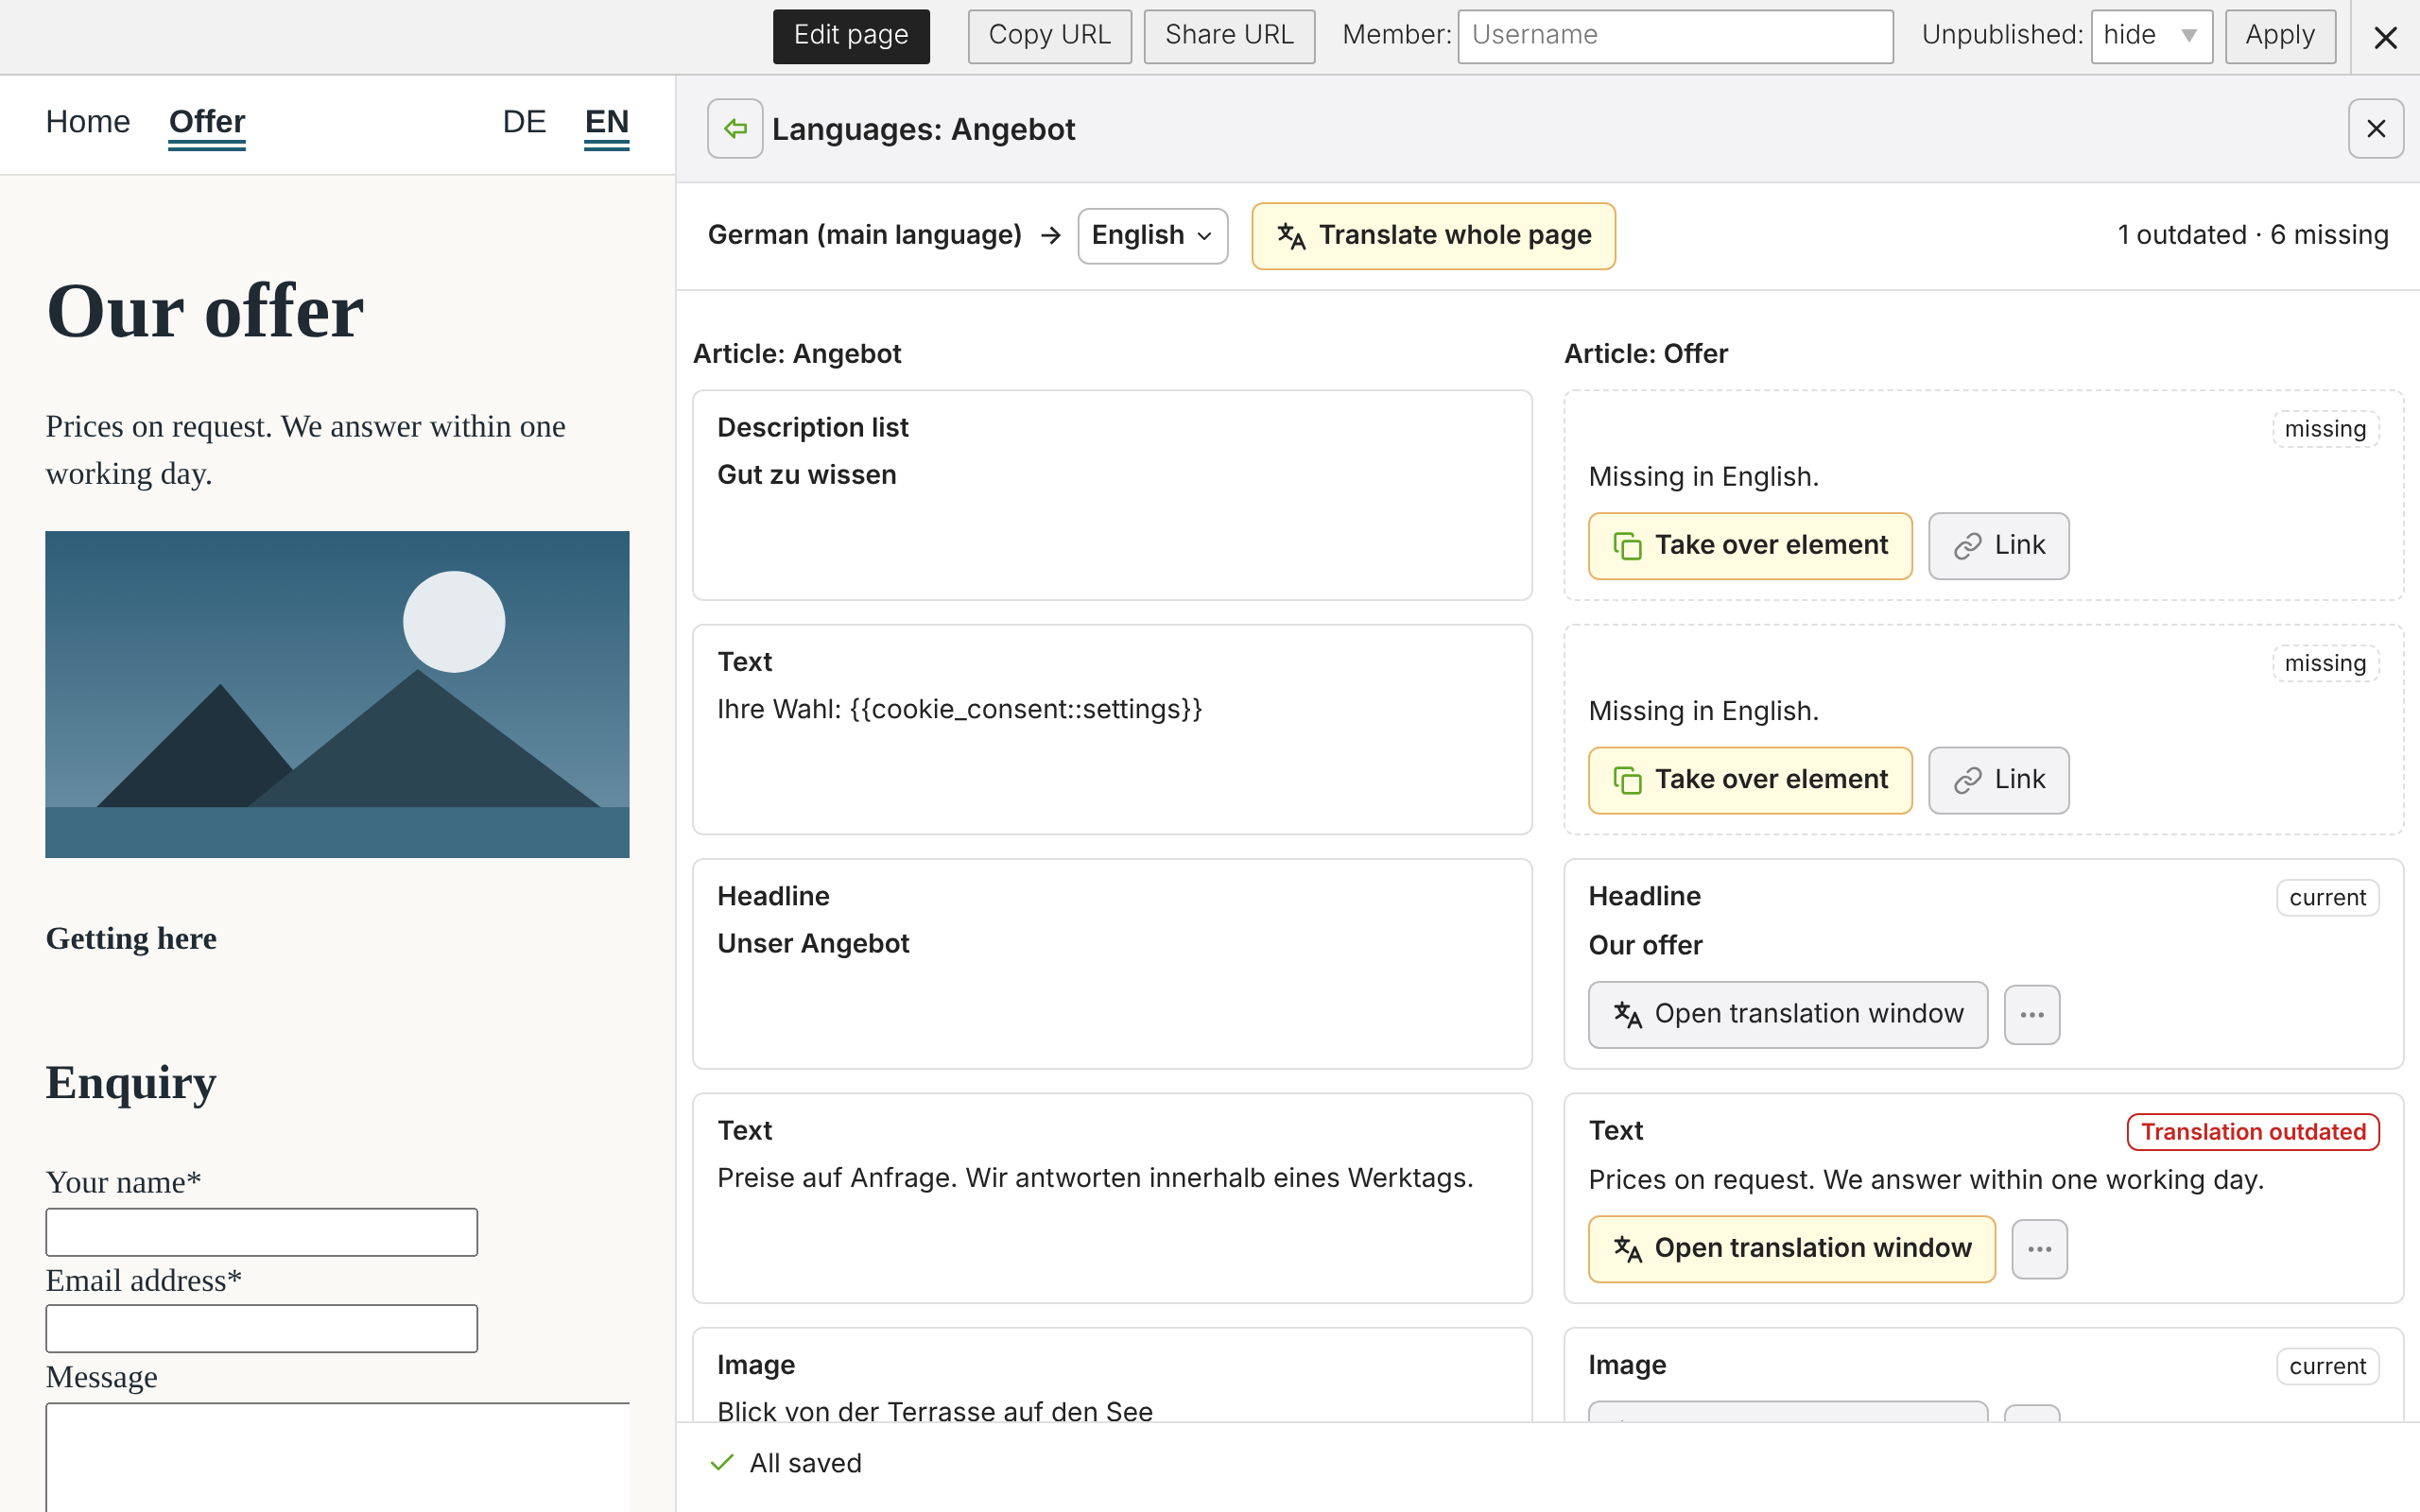 Edit page
Copy URL
Share URL
Member:
Username
Unpublished:
hide
Apply
Home
Offer
DE
EN
Our offer
Prices on request. We answer within one
working day.
Getting here
Enquiry
Your name*
Email address*
Message
Languages: Angebot
German (main language)
English
Translate whole page
1 outdated · 6 missing
Article: Angebot
Article: Offer
Description list
Gut zu wissen
missing
Missing in English.
Take over element
Link
Text
Ihre Wahl: {{cookie_consent::settings}}
missing
Missing in English.
Take over element
Link
Headline
Unser Angebot
Headline
current
Our offer
Open translation window
Text
Preise auf Anfrage. Wir antworten innerhalb eines Werktags.
Text
Translation outdated
Prices on request. We answer within one working day.
Open translation window
Image
Blick von der Terrasse auf den See
Image
current
All saved